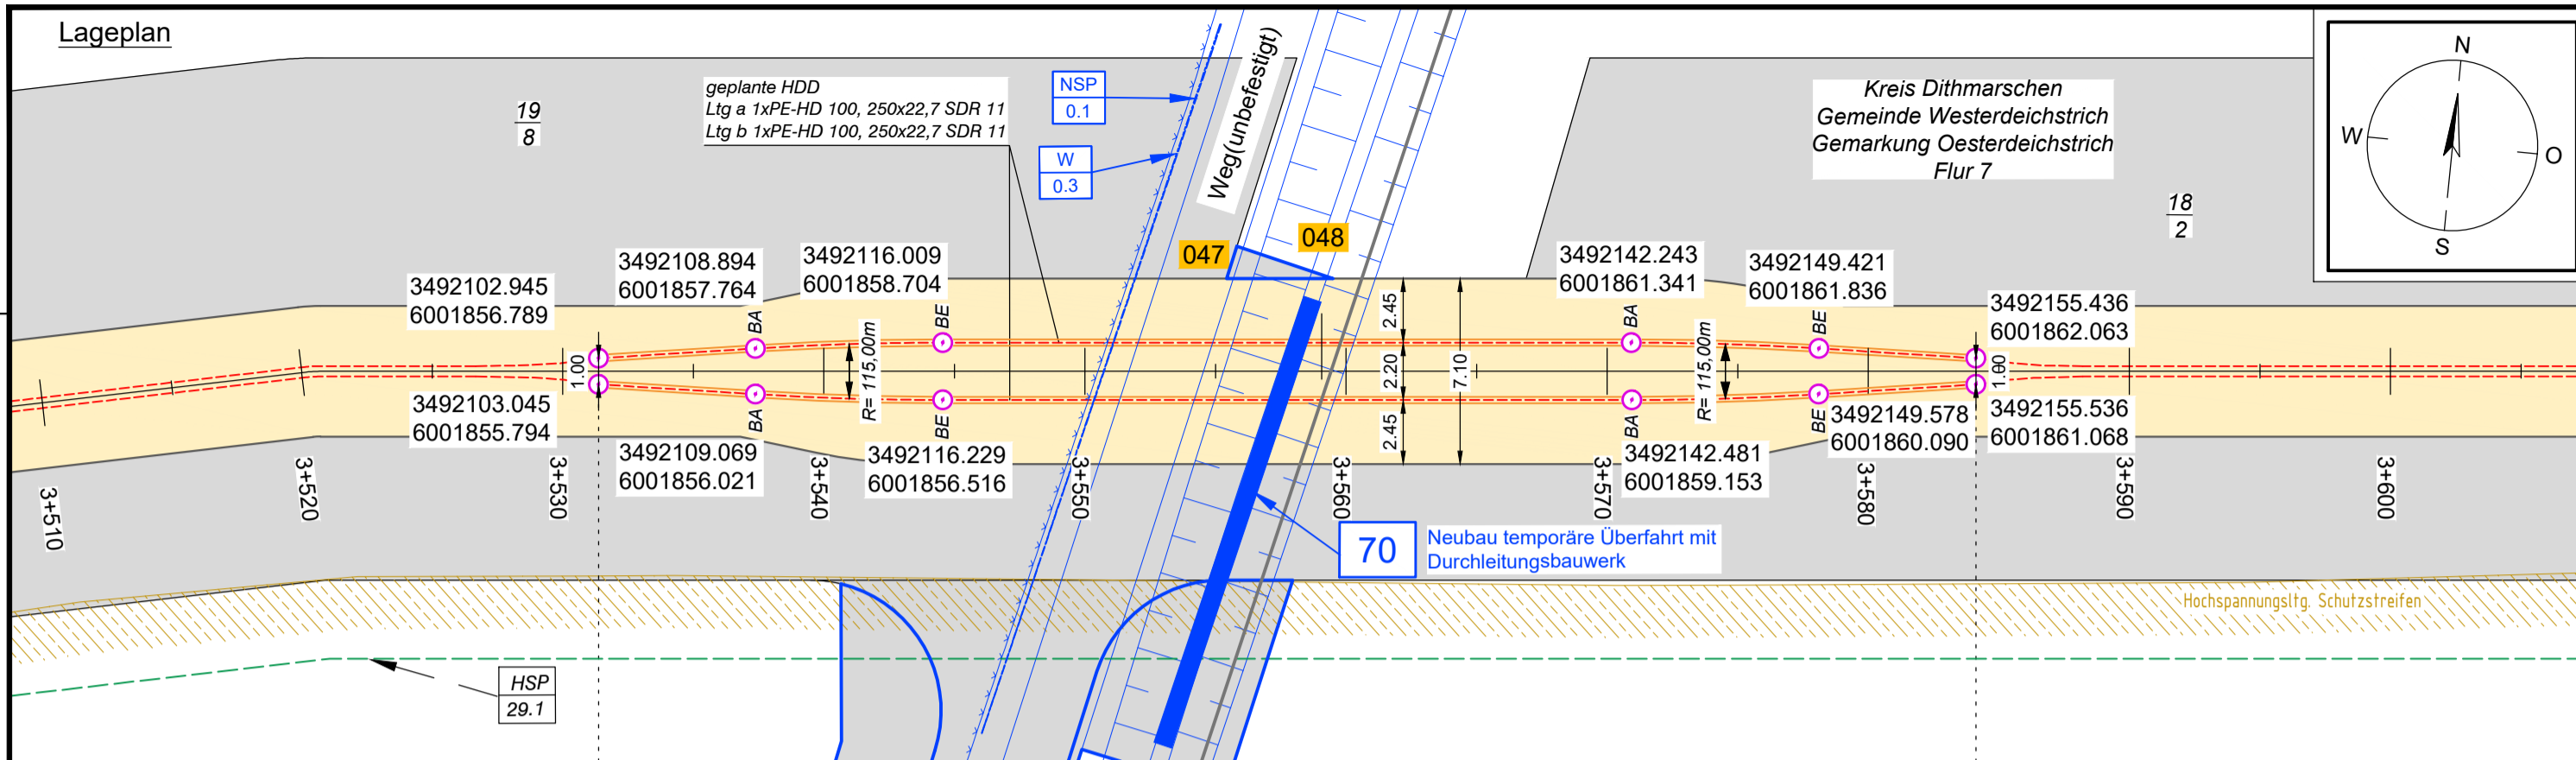 Lageplan
19
8
geplante HDD
Ltg a 1xPE-HD 100, 250x22,7 SDR 11
Ltg b 1xPE-HD 100, 250x22,7 SDR 11
NSP
0.1
W
0.3
Weg(unbefestigt)
Kreis Dithmarschen
Gemeinde Westerdeichstrich
Gemarkung Oesterdeichstrich
Flur 7
18
2
N
W
O
S
047
048
3492102.945
6001856.789
3492108.894
6001857.764
3492116.009
6001858.704
3492142.243
6001861.341
3492149.421
6001861.836
3492155.436
6001862.063
BA
BE
BA
BE
1.00
R= 115,00m
2.45
2.20
2.45
7.10
R= 115,00m
1.00
BA
BE
BA
BE
3492103.045
6001855.794
3492109.069
6001856.021
3492116.229
6001856.516
3492142.481
6001859.153
3492149.578
6001860.090
3492155.536
6001861.068
3+510
3+520
3+530
3+540
3+550
3+560
3+570
3+580
3+590
3+600
70
Neubau temporäre Überfahrt mit
Durchleitungsbauwerk
Hochspannungsltg. Schutzstreifen
HSP
29.1